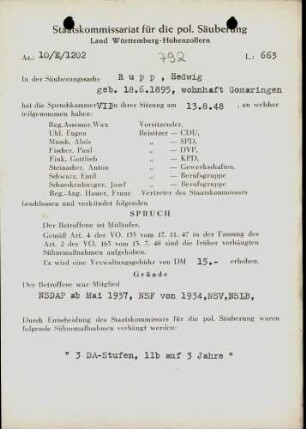 Staatskommissariat für die pol. Säuberung
Land Württemberg-Hohenzollern
Az.: 10/E/1202 792 L: 663
In der Säuberungssache Rupp, Hedwig
geb. 18.6.1895, wohnhaft Gomaringen
hat die Spruchkammer VII in ihrer Sitzung am 13.8.48, an welcher
teilgenommen haben:
Reg.Assessor.Wax Vorsitzender,
Uhl, Eugen Beisitzer — CDU,
Musch, Alois „ — SPD,
Fischer, Paul „ — DVP,
Fink, Gottlieb „ — KPD,
Steinacher, Anton „ — Gewerkschaften,
Schwarz, Emil „ — Berufsgruppe
Schneckenburger, Josef „ — Berufsgruppe
Reg.-Ang. Hauer, Franz Vertreter des Staatskommissars
beschlossen und verkündet folgenden
SPRUCH
Der Betroffene ist Mitläufer.
Gemäß Art. 4 der VO. 133 vom 17. 11. 47 in der Fassung des
Art. 2 der VO. 165 vom 13. 7. 48 sind die früher verhängten
Sühnemaßnahmen aufgehoben.
Es wird eine Verwaltungsgebühr von DM 15,- erhoben.
Gründe
Der Betroffene war Mitglied
NSDAP ab Mai 1937, NSF von 1934,NSV,NSLB,
Durch Entscheidung des Staatskommissars für die pol. Säuberung waren
folgende Sühnemaßnahmen verhängt worden:
" 3 DA-Stufen, 11b auf 3 Jahre "